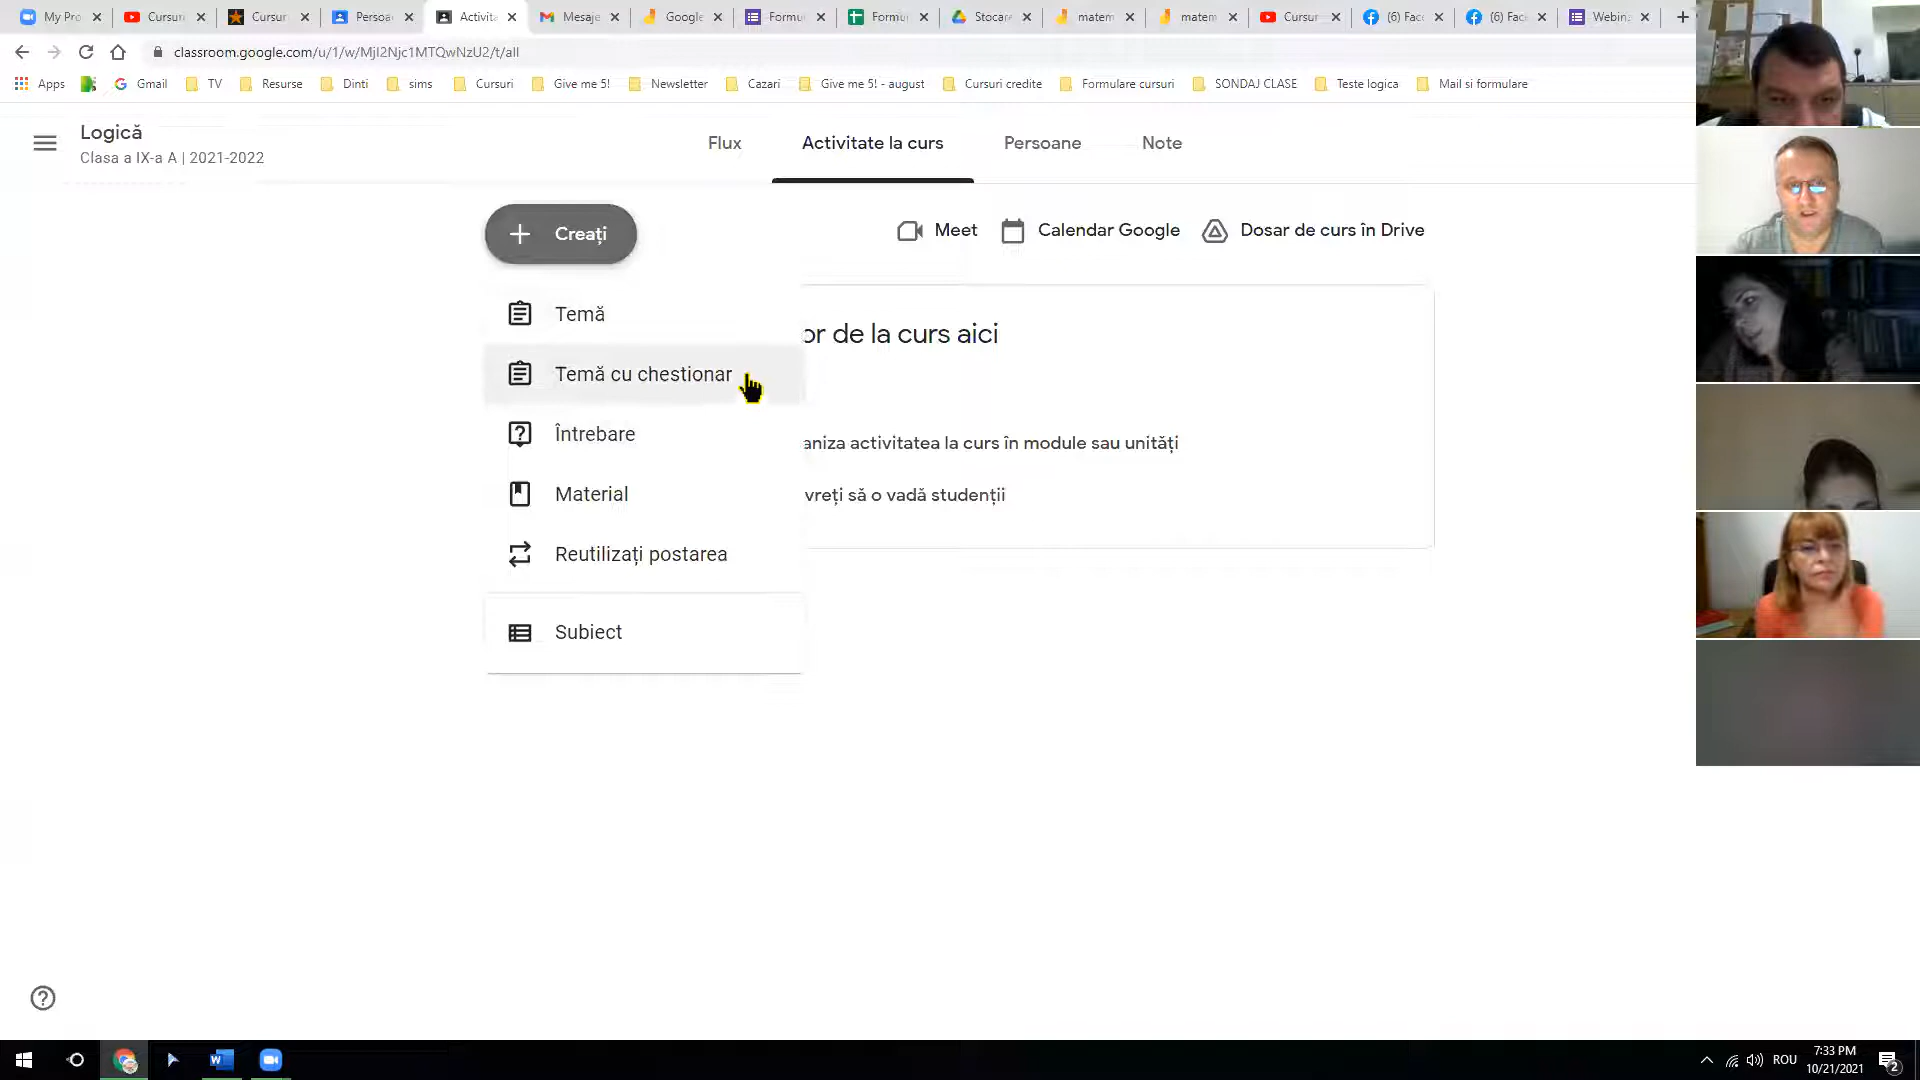 My Pro
Cursuri
Cursur
Persoa
Activita
Mesaje
Google
Formu
Formu
Stocare
matem
matem
Cursur
(6) Fac
(6) Fac
Webin
classroom.google.com/u/1/w/MjI2Njc1MTQwNzU2/t/all
Apps
Gmail
TV
Resurse
Dinti
sims
Cursuri
Give me 5!
Newsletter
Cazari
Give me 5! - august
Cursuri credite
Formulare cursuri
SONDAJ CLASE
Teste logica
Mail si formulare
Logică
Clasa a IX-a A | 2021-2022
Flux
Activitate la curs
Persoane
Note
Creați
Meet
Calendar Google
Dosar de curs în Drive
Temă
Temă cu chestionar
Întrebare
Material
Reutilizați postarea
Subiect
or de la curs aici
aniza activitatea la curs în module sau unități
vreți să o vadă studenții
ROU
7:33 PM
10/21/2021
2